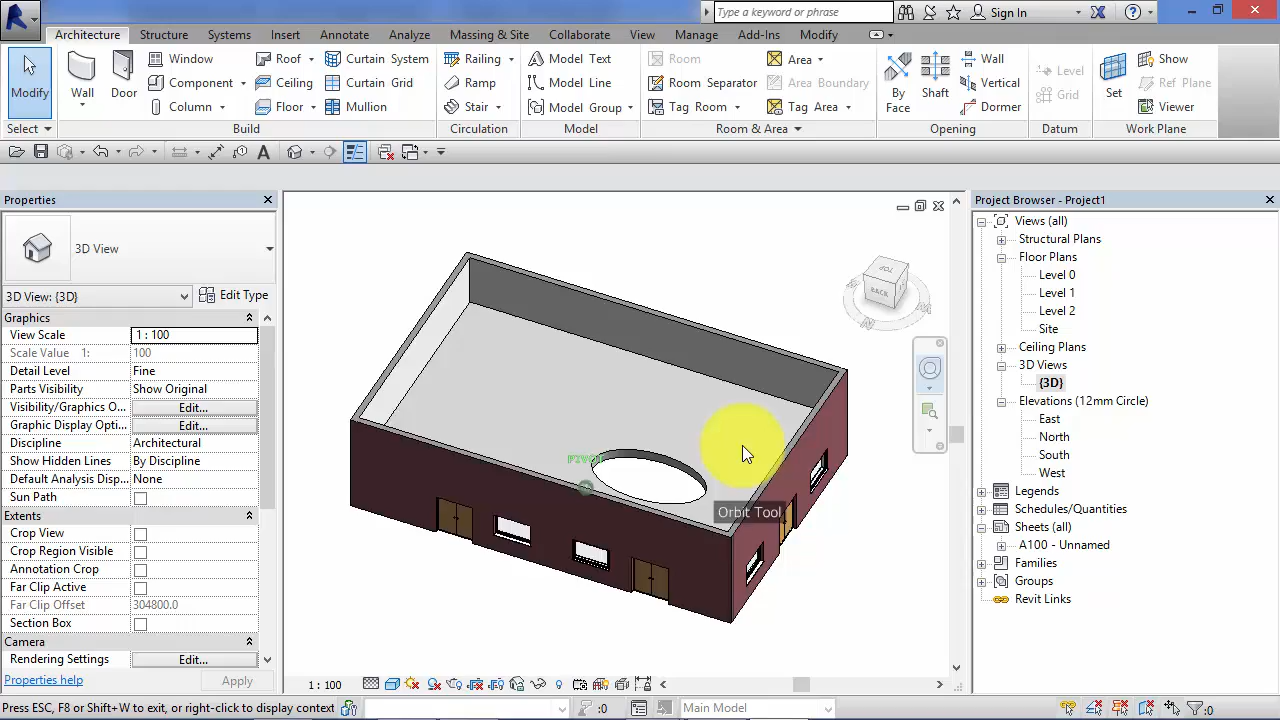 Type a keyword or phrase
Sign In
Architecture Structure Systems Insert Annotate Analyze Massing & Site Collaborate View Manage Add-Ins Modify
Modify
Select
Wall
Door
Window
Component
Column
Roof
Ceiling
Floor
Curtain System
Curtain Grid
Mullion
Build
Railing
Ramp
Stair
Circulation
Model Text
Model Line
Model Group
Model
Room
Room Separator
Tag Room
Area
Area Boundary
Tag Area
Room & Area
By Face
Shaft
Wall
Vertical
Dormer
Opening
Level
Grid
Datum
Set
Show
Ref Plane
Viewer
Work Plane
Properties
3D View
3D View: {3D}
Edit Type
Graphics
View Scale 1 : 100
Scale Value 1: 100
Detail Level Fine
Parts Visibility Show Original
Visibility/Graphics O... Edit...
Graphic Display Option Edit...
Discipline Architectural
Show Hidden Lines By Discipline
Default Analysis Disp... None
Sun Path
Extents
Crop View
Crop Region Visible
Annotation Crop
Far Clip Active
Far Clip Offset 304800.0
Section Box
Camera
Rendering Settings Edit...
Properties help
Apply
TOP
BACK
Orbit Tool
1 : 100
Project Browser - Project1
Views (all)
Structural Plans
Floor Plans
Level 0
Level 1
Level 2
Site
Ceiling Plans
3D Views
{3D}
Elevations (12mm Circle)
East
North
South
West
Legends
Schedules/Quantities
Sheets (all)
A100 - Unnamed
Families
Groups
Revit Links
Press ESC, F8 or Shift+W to exit, or right-click to display context
:0
Main Model
:0